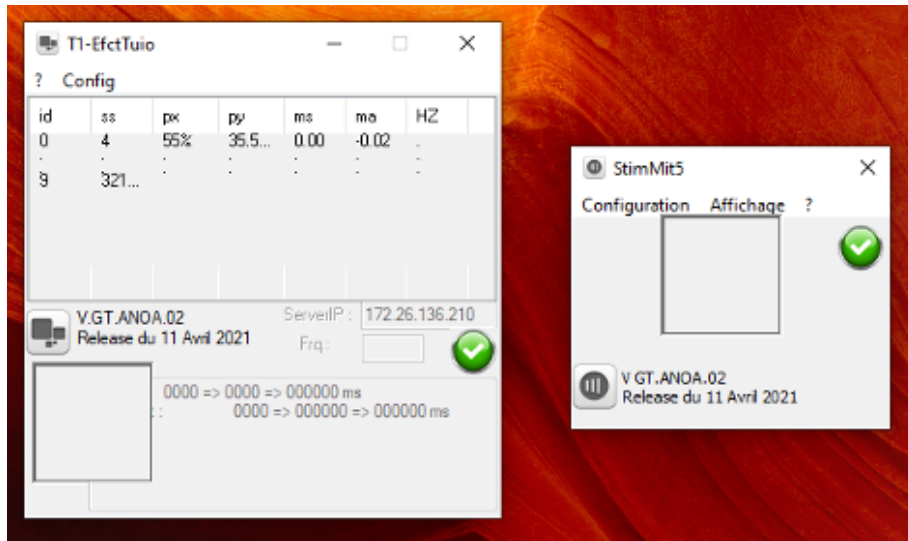 T1-EfctTuio
? Config
id ss px py ms ma HZ
0 4 55% 35.5... 0.00 -0.02 .
. . . . . . .
9 321...
V.GT.ANOA.02
Release du 11 Avril 2021
ServeilP : 172.26.136.210
Frq.:
0000 => 0000 => 000000 ms
: 0000 => 000000 => 000000 ms
StimMit5
Configuration Affichage ?
V GT.ANOA.02
Release du 11 Avril 2021